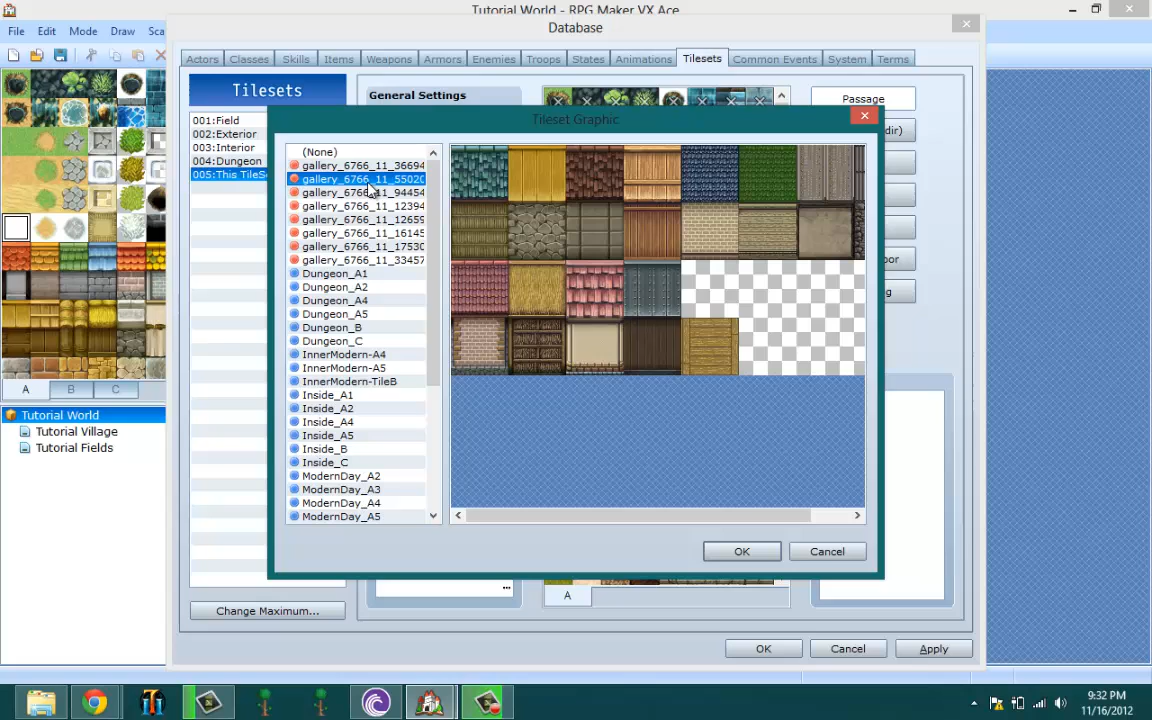 Tutorial World - RPG Maker VX Ace
File Edit Mode Draw Sca
Database
Actors Classes Skills Items Weapons Armors Enemies Troops States Animations Tilesets Common Events System Terms
Tilesets
General Settings
Passage
Tileset Graphic
001:Field
002:Exterior
003:Interior
004:Dungeon
005:This TileS
(None)
gallery_6766_11_36694
gallery_6766_11_55020
gallery_6766_11_94454
gallery_6766_11_12394
gallery_6766_11_12659
gallery_6766_11_16145
gallery_6766_11_17530
gallery_6766_11_33457
Dungeon_A1
Dungeon_A2
Dungeon_A4
Dungeon_A5
Dungeon_B
Dungeon_C
InnerModern-A4
InnerModern-A5
InnerModern-TileB
Inside_A1
Inside_A2
Inside_A4
Inside_A5
Inside_B
Inside_C
ModernDay_A2
ModernDay_A3
ModernDay_A4
ModernDay_A5
dir)
or
g
OK Cancel
A B C
Tutorial World
Tutorial Village
Tutorial Fields
...
A
Change Maximum...
OK Cancel Apply
9:32 PM
11/16/2012